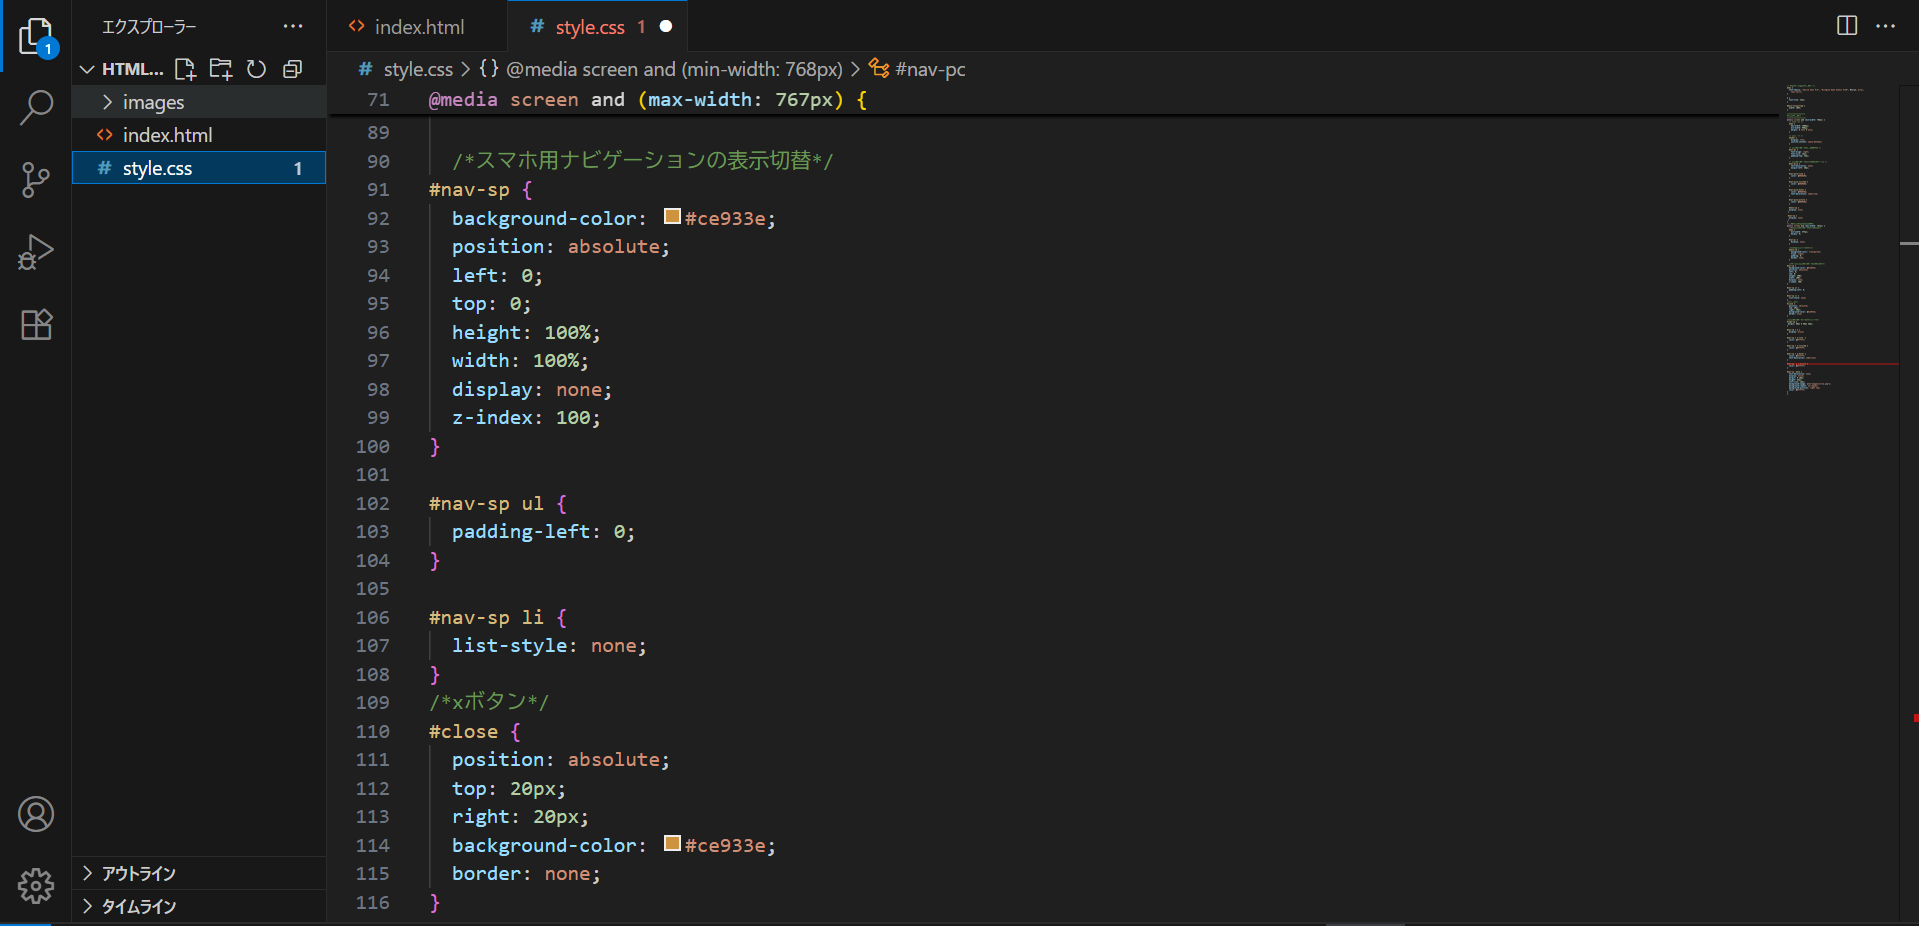 エクスプローラー
HTML...
images
index.html
style.css 1
アウトライン
タイムライン
1
index.html
style.css 1
style.css > {} @media screen and (min-width: 768px) > #nav-pc
71 @media screen and (max-width: 767px) {
89
90 /*スマホ用ナビゲーションの表示切替*/
91 #nav-sp {
92 background-color: #ce933e;
93 position: absolute;
94 left: 0;
95 top: 0;
96 height: 100%;
97 width: 100%;
98 display: none;
99 z-index: 100;
100 }
101
102 #nav-sp ul {
103 padding-left: 0;
104 }
105
106 #nav-sp li {
107 list-style: none;
108 }
109 /*xボタン*/
110 #close {
111 position: absolute;
112 top: 20px;
113 right: 20px;
114 background-color: #ce933e;
115 border: none;
116 }